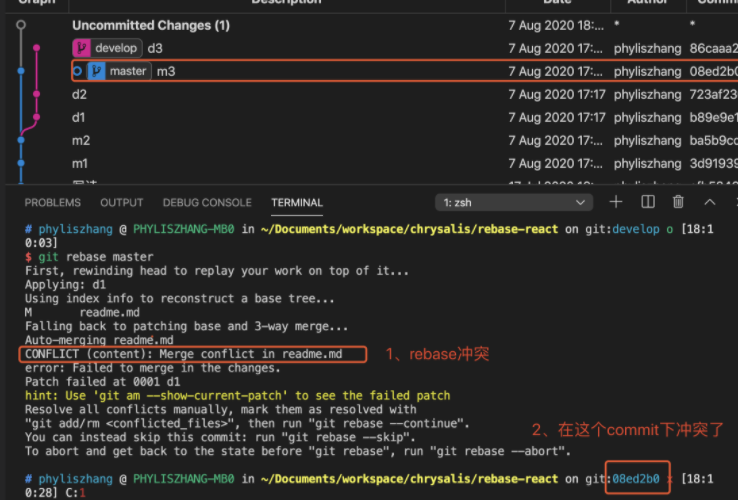 Graph Description Date Author Commit
Uncommitted Changes (1) 7 Aug 2020 18:... * *
develop d3 7 Aug 2020 17:... phyliszhang 86caaa2
master m3 7 Aug 2020 17:... phyliszhang 08ed2b0
d2 7 Aug 2020 17:17 phyliszhang 723af23
d1 7 Aug 2020 17:17 phyliszhang b89e9e1
m2 7 Aug 2020 17:... phyliszhang ba5b9cc
m1 7 Aug 2020 17:... phyliszhang 3d91939
PROBLEMS OUTPUT DEBUG CONSOLE TERMINAL 1: zsh
# phyliszhang @ PHYLISZHANG-MB0 in ~/Documents/workspace/chrysalis/rebase-react on git:develop o [18:1
0:03]
$ git rebase master
First, rewinding head to replay your work on top of it...
Applying: d1
Using index info to reconstruct a base tree...
M readme.md
Falling back to patching base and 3-way merge...
Auto-merging readme.md
CONFLICT (content): Merge conflict in readme.md
1、rebase冲突
error: Failed to merge in the changes.
Patch failed at 0001 d1
hint: Use 'git am --show-current-patch' to see the failed patch
Resolve all conflicts manually, mark them as resolved with
"git add/rm <conflicted_files>", then run "git rebase --continue".
2、在这个commit下冲突了
You can instead skip this commit: run "git rebase --skip".
To abort and get back to the state before "git rebase", run "git rebase --abort".
# phyliszhang @ PHYLISZHANG-MB0 in ~/Documents/workspace/chrysalis/rebase-react on git:08ed2b0 x [18:1
0:28] C:1